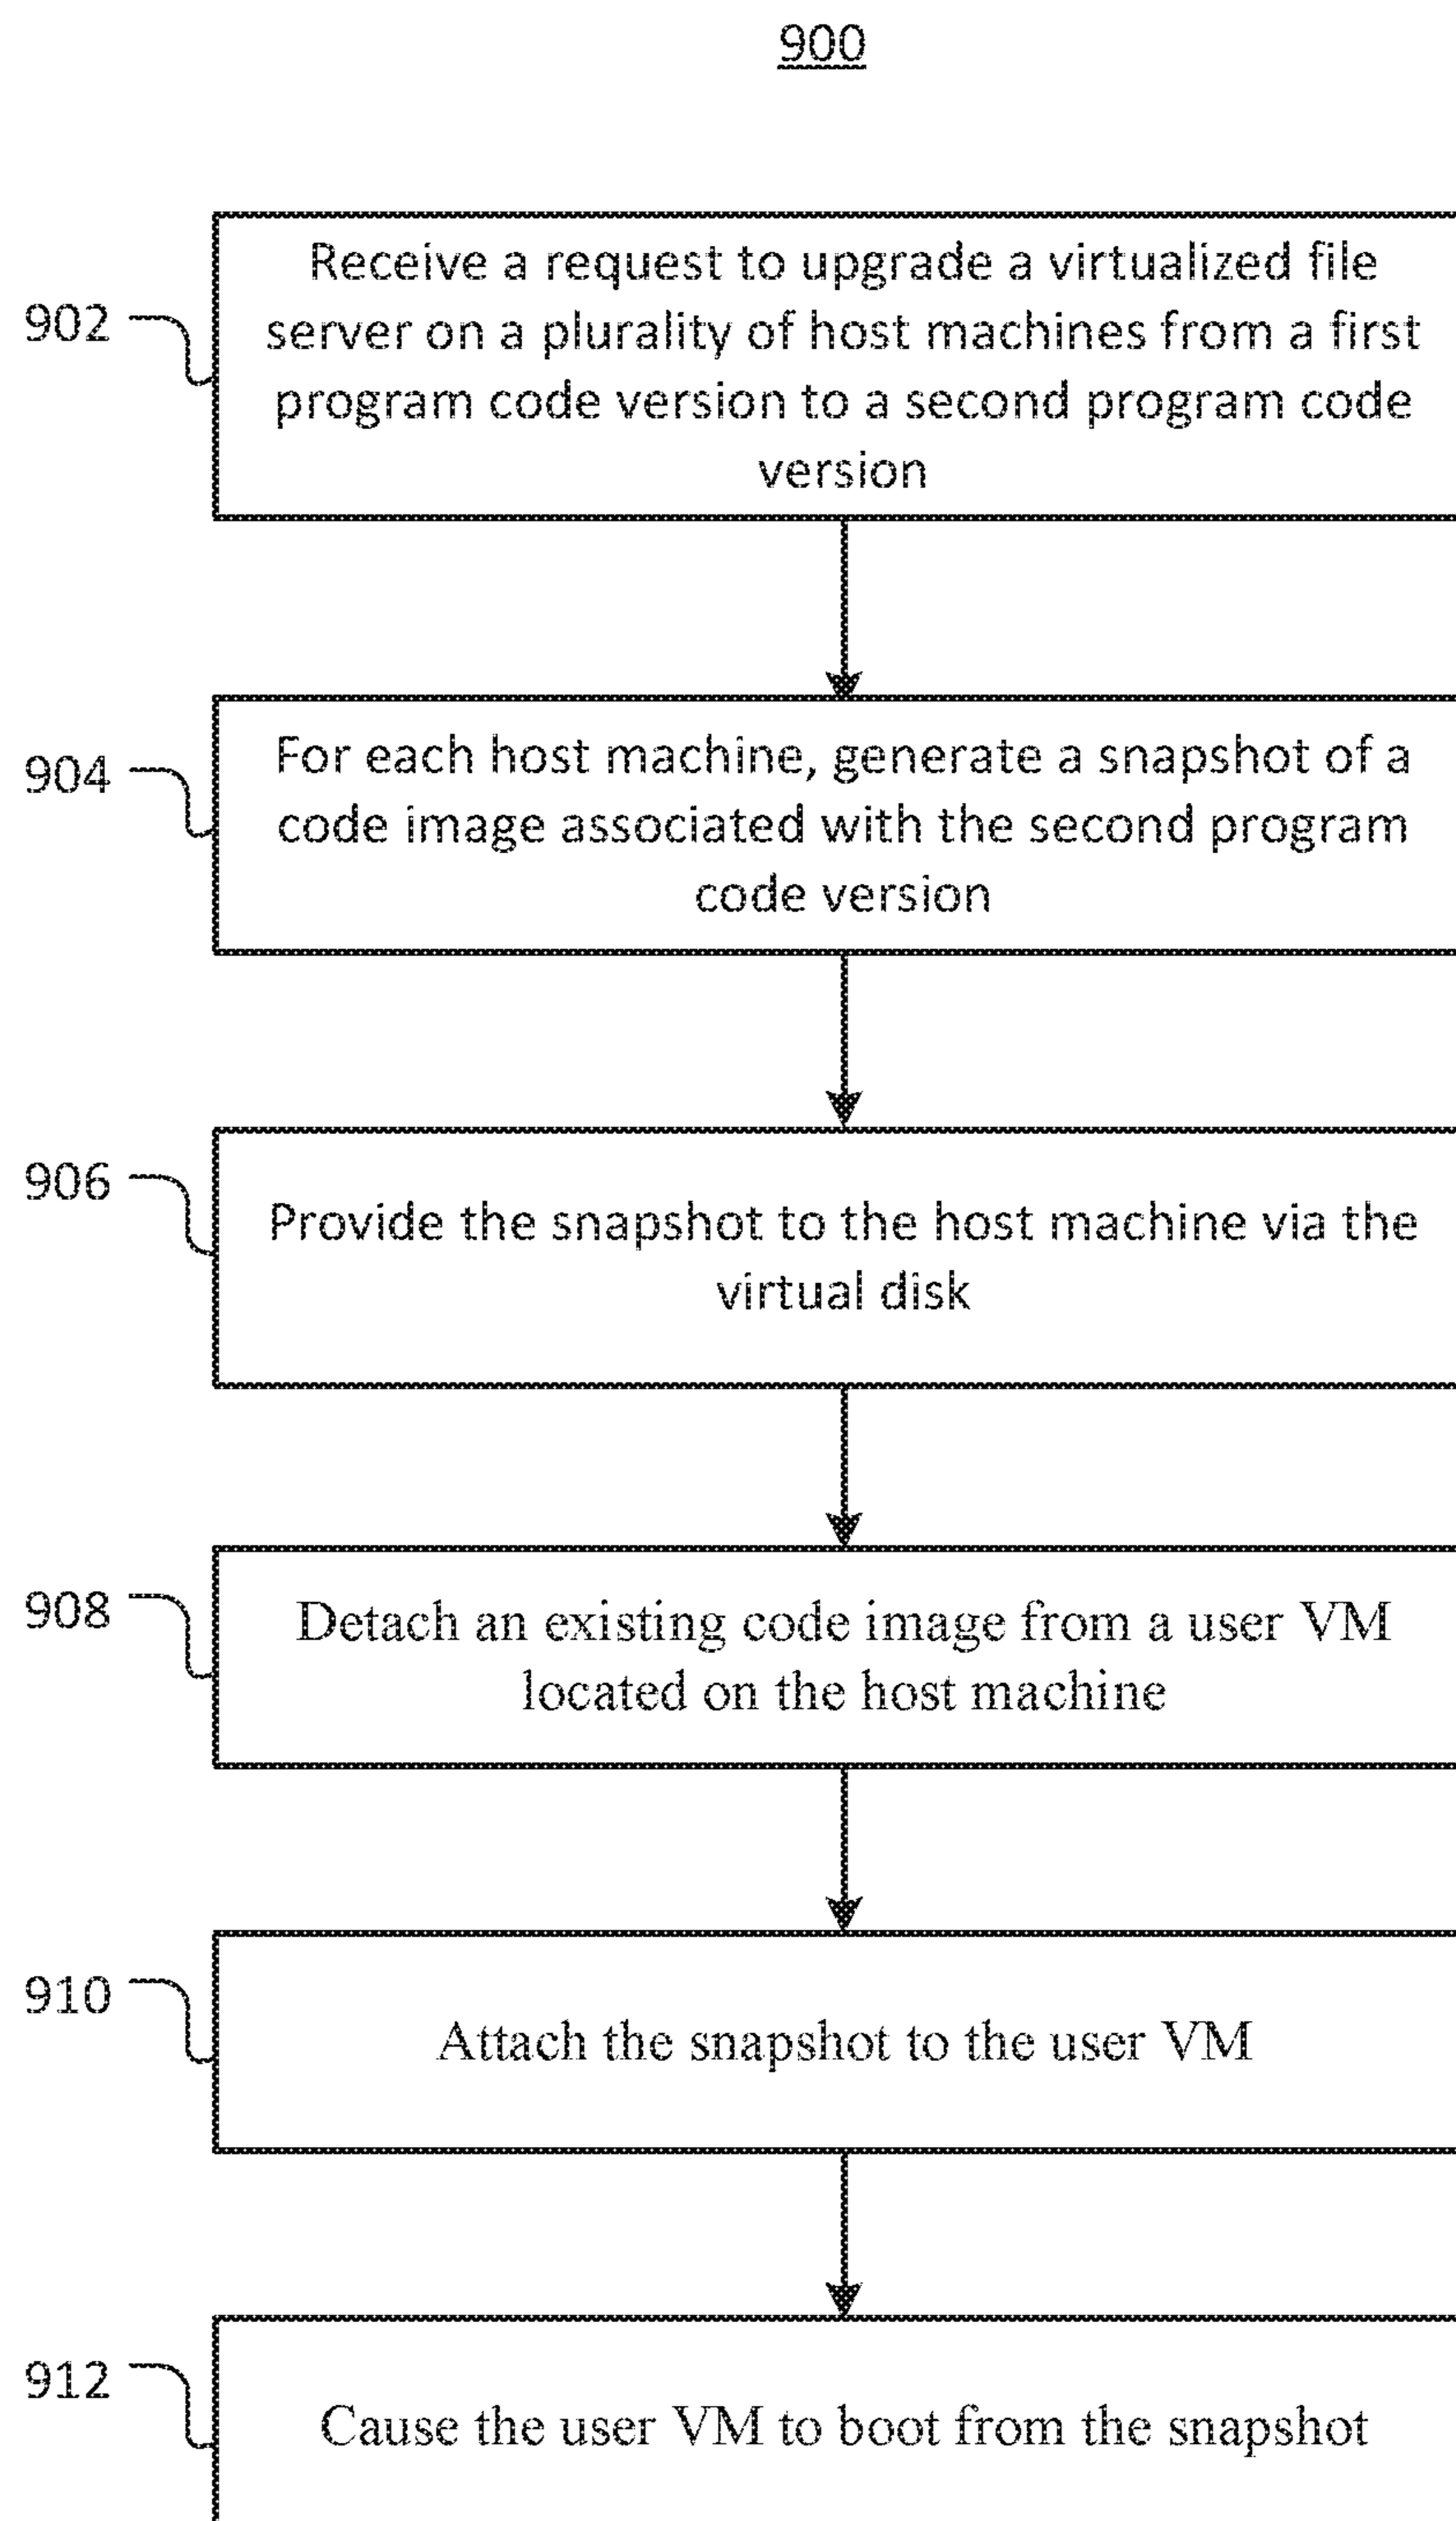 900
902
Receive a request to upgrade a virtualized file
server on a plurality of host machines from a first
program code version to a second program code
version
904
For each host machine, generate a snapshot of a
code image associated with the second program
code version
906
Provide the snapshot to the host machine via the
virtual disk
908
Detach an existing code image from a user VM
located on the host machine
910
Attach the snapshot to the user VM
912
Cause the user VM to boot from the snapshot